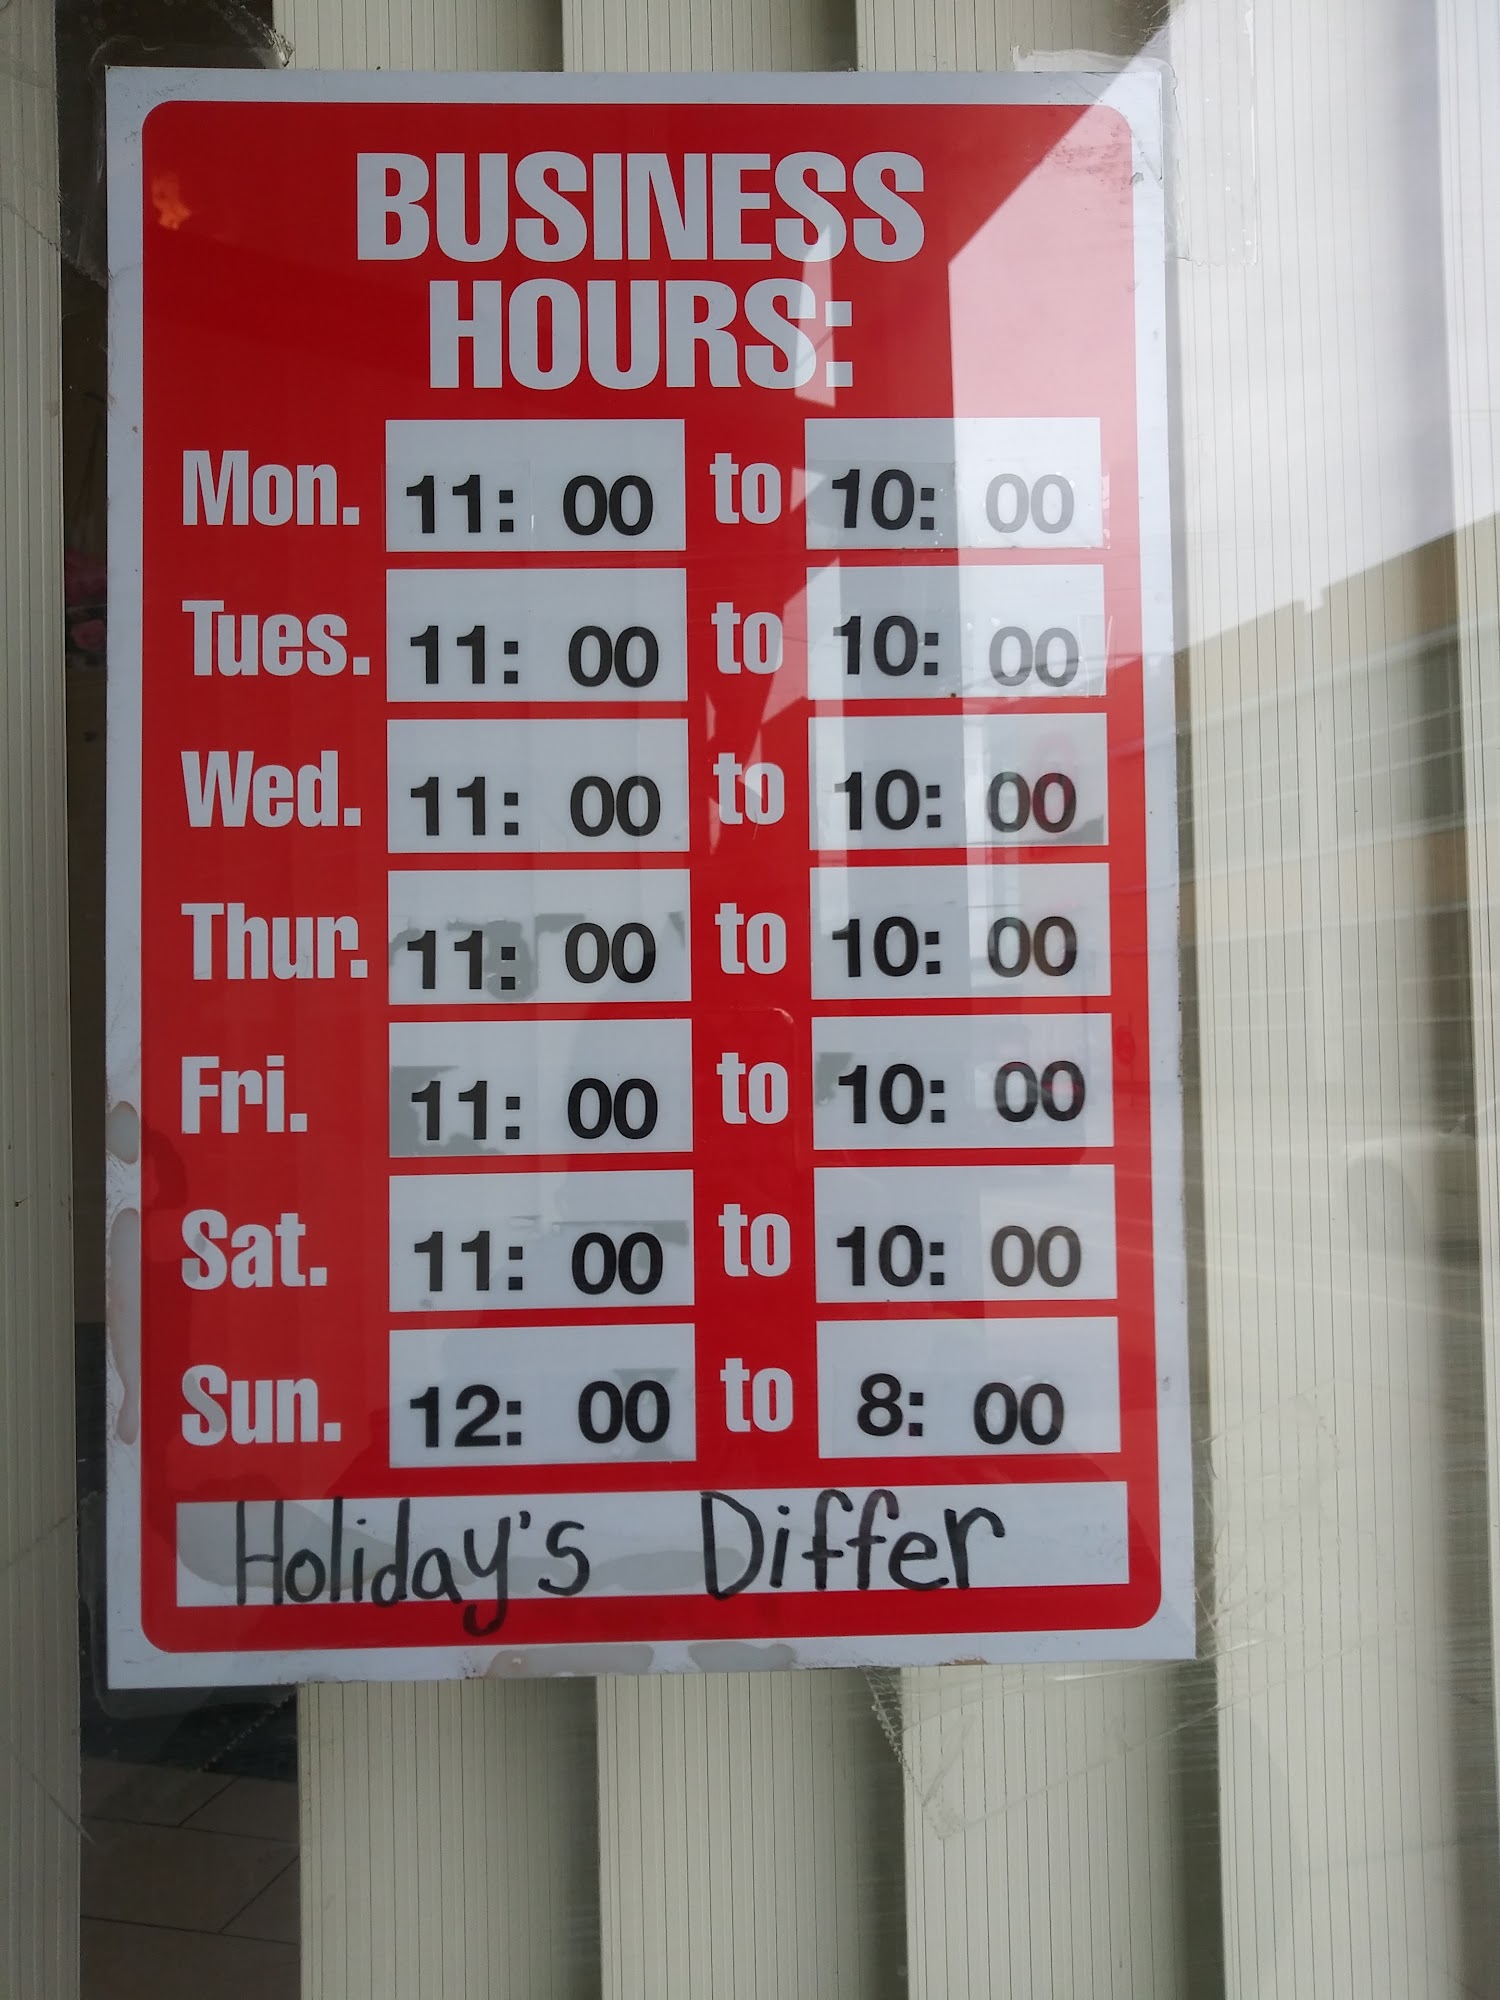 BUSINESS
HOURS:
Mon. 11: 00 to 10: 00
Tues. 11: 00 to 10: 00
Wed. 11: 00 to 10: 00
Thur. 11: 00 to 10: 00
Fri. 11: 00 to 10: 00
Sat. 11: 00 to 10: 00
Sun. 12: 00 to 8: 00
Holiday's Differ